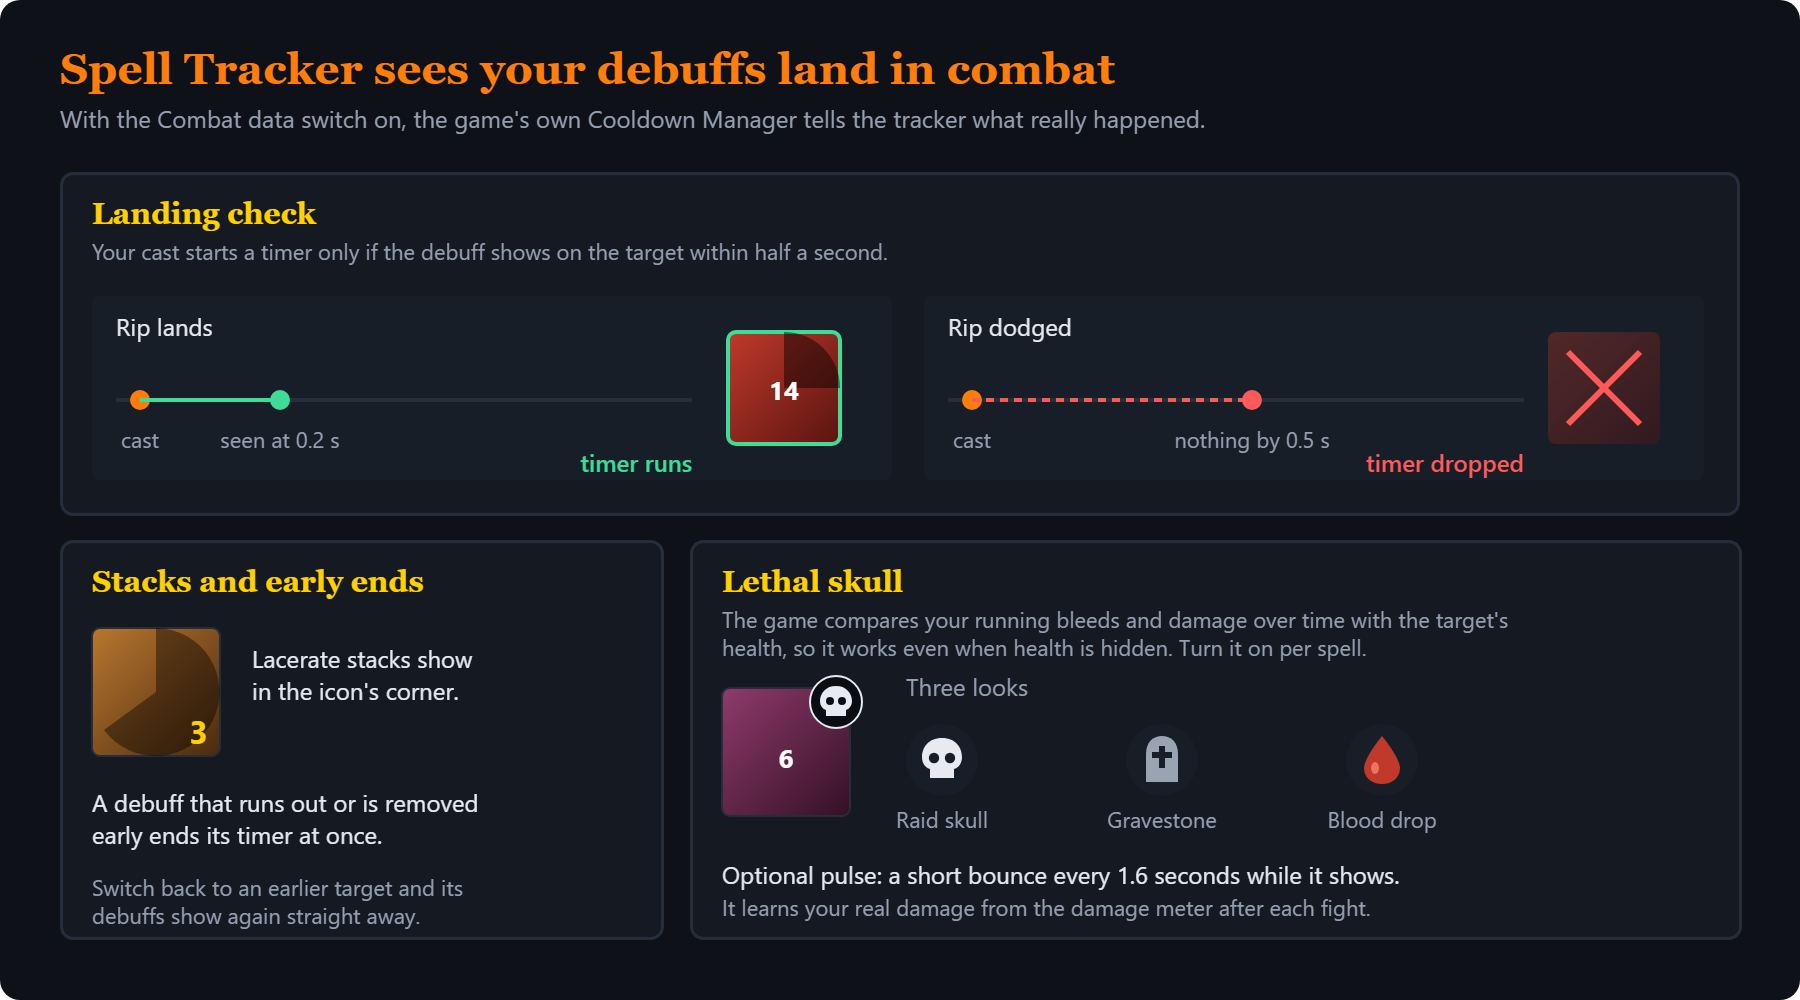 Spell Tracker sees your debuffs land in combat
With the Combat data switch on, the game's own Cooldown Manager tells the tracker what really happened.
Landing check
Your cast starts a timer only if the debuff shows on the target within half a second.
Rip lands
14
cast
seen at 0.2 s
timer runs
Rip dodged
cast
nothing by 0.5 s
timer dropped
Stacks and early ends
3
Lacerate stacks show
in the icon's corner.
A debuff that runs out or is removed
early ends its timer at once.
Switch back to an earlier target and its
debuffs show again straight away.
Lethal skull
The game compares your running bleeds and damage over time with the target's
health, so it works even when health is hidden. Turn it on per spell.
6
Three looks
Raid skull
Gravestone
Blood drop
Optional pulse: a short bounce every 1.6 seconds while it shows.
It learns your real damage from the damage meter after each fight.